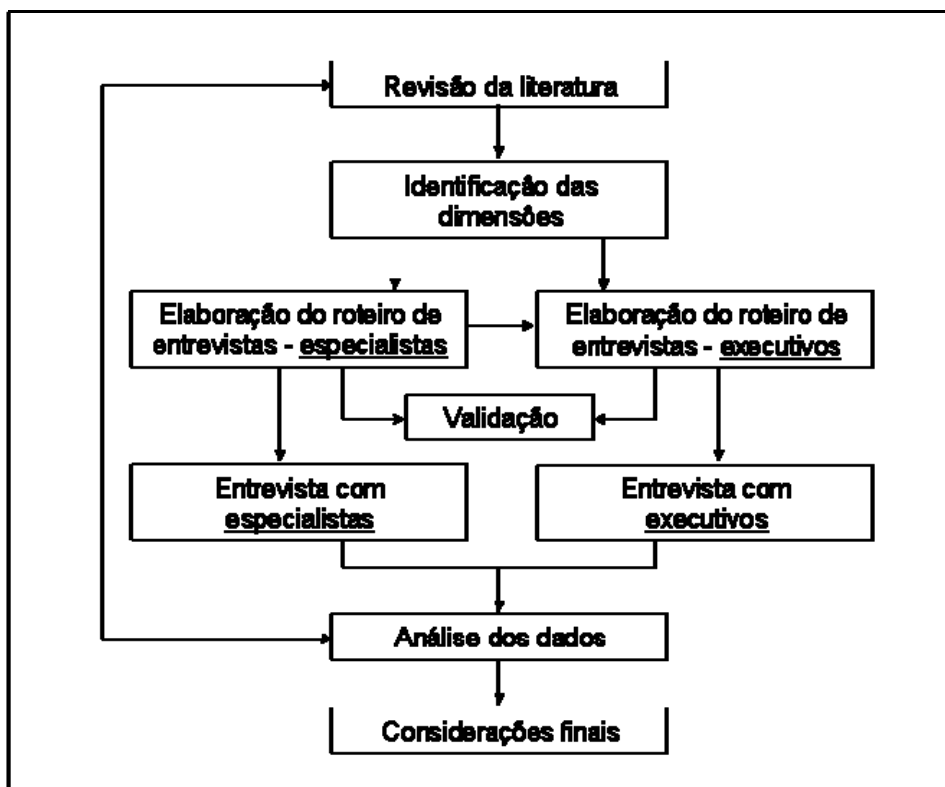 Revisão da literatura
Identificação das
dimensões
Elaboração do roteiro de
entrevistas - especialistas
Elaboração do roteiro de
entrevistas - executivos
Validação
Entrevista com
especialistas
Entrevista com
executivos
Análise dos dados
Considerações finais